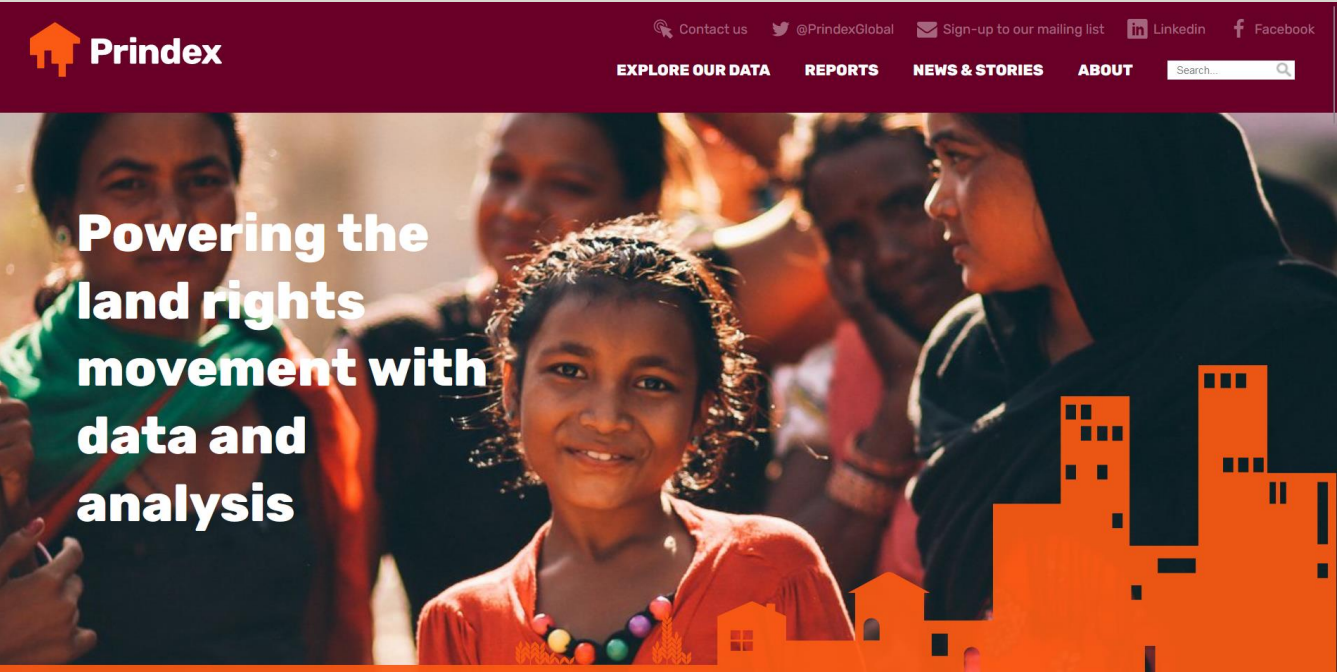 Contact us @PrindexGlobal Sign-up to our mailing list in Linkedin f Facebook
Prindex
EXPLORE OUR DATA REPORTS NEWS & STORIES ABOUT Search...
Powering the
land rights
movement with
data and
analysis